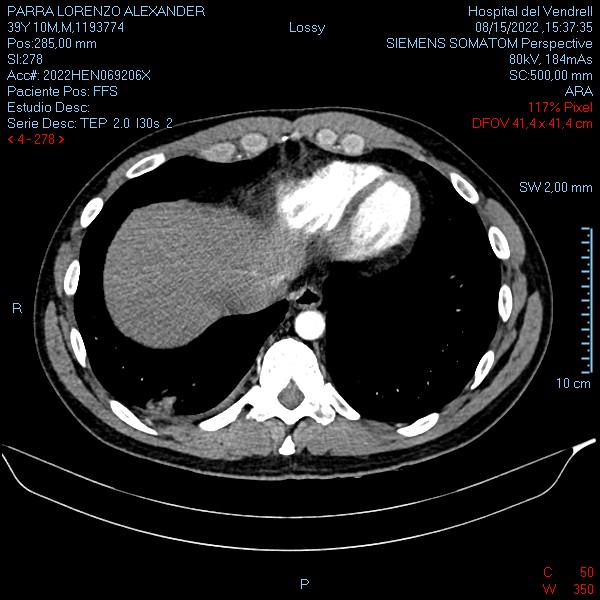 PARRA LORENZO ALEXANDER
39Y 10M,M,1193774
Pos:285,00 mm
SI:278
Acc#: 2022HEN069206X
Paciente Pos: FFS
Estudio Desc:
Serie Desc: TEP 2.0 I30s 2
< 4 - 278 >
Lossy
Hospital del Vendrell
08/15/2022 ,15:37:35
SIEMENS SOMATOM Perspective
80kV, 184mAs
SC:500,00 mm
ARA
117% Pixel
DFOV 41,4 x 41,4 cm
SW 2,00 mm
R
10 cm
P
C 50
W 350